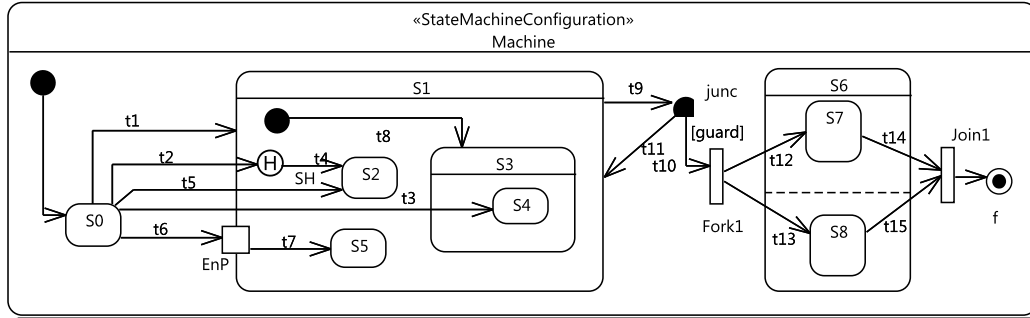 «StateMachineConfiguration»
Machine
S1
t9
junc
S6
t1
t8
[guard]
S7
t14
Join1
t2
H
t4
t11
t10
S3
t12
SH
S2
t5
t3
S4
S0
t6
S5
Fork1
S8
f
t7
t13
t15
EnP